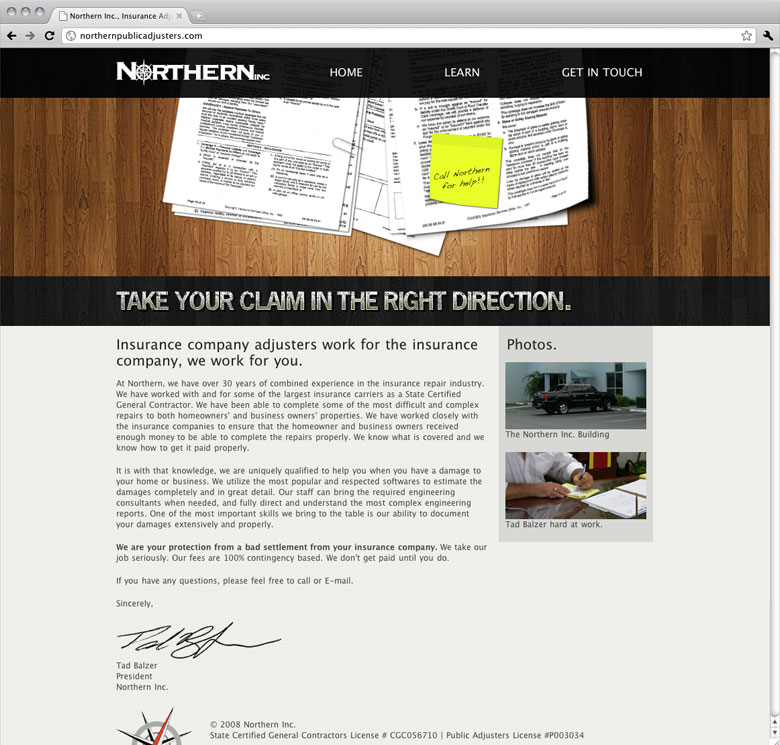 Northern Inc., Insurance Adj
northernpublicadjusters.com
NORTHERN INC
HOME
LEARN
GET IN TOUCH
Call Northern
for help!!
TAKE YOUR CLAIM IN THE RIGHT DIRECTION.
Insurance company adjusters work for the insurance
company, we work for you.
At Northern, we have over 30 years of combined experience in the insurance repair industry.
We have worked with and for some of the largest insurance carriers as a State Certified
General Contractor. We have been able to complete some of the most difficult and complex
repairs to both homeowners' and business owners' properties. We have worked closely with
the insurance companies to ensure that the homeowner and business owners received
enough money to be able to complete the repairs properly. We know what is covered and we
know how to get it paid properly.
It is with that knowledge, we are uniquely qualified to help you when you have a damage to
your home or business. We utilize the most popular and respected softwares to estimate the
damages completely and in great detail. Our staff can bring the required engineering
consultants when needed, and fully direct and understand the most complex engineering
reports. One of the most important skills we bring to the table is our ability to document
your damages extensively and properly.
We are your protection from a bad settlement from your insurance company. We take our
job seriously. Our fees are 100% contingency based. We don't get paid until you do.
If you have any questions, please feel free to call or E-mail.
Sincerely,
Tad Balzer
President
Northern Inc.
Photos.
The Northern Inc. Building
Tad Balzer hard at work.
© 2008 Northern Inc.
State Certified General Contractors License # CGC056710 | Public Adjusters License #P003034